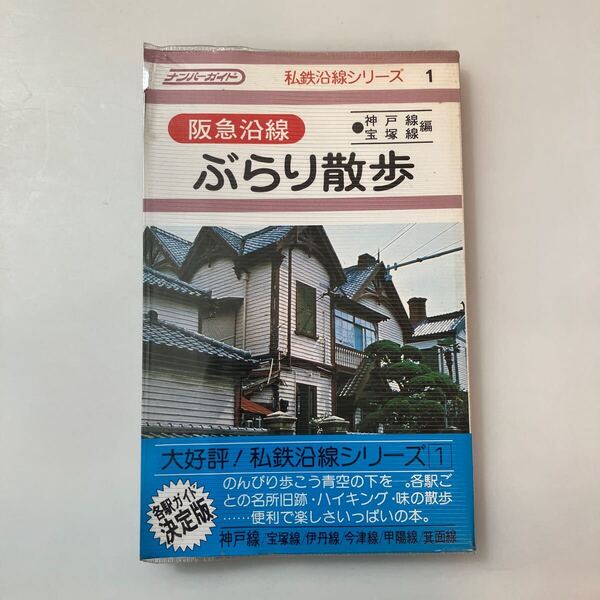 ナンバーガイド
私鉄沿線シリーズ 1
阪急沿線
●神戸線
宝塚線
編
ぶらり散歩
大好評!私鉄沿線シリーズ1
のんびり歩こう青空の下を…。各駅ご
との名所旧跡・ハイキング・味の散歩
……便利で楽しさいっぱいの本。
各駅ガイド
決定版
神戸線/宝塚線/伊丹線/今津線/甲陽線/箕面線